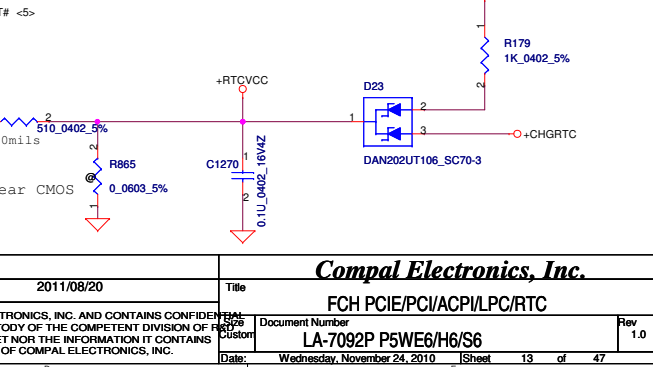 T# <5>
1
R179
1K_0402_5%
2
+RTCVCC
D23
2
510_0402_5%
1
2
3
+CHGRTC
0mils
2
R865
@
0_0603_5%
1
ear CMOS
1
C1270
2
0.1U_0402_16V4Z
DAN202UT106_SC70-3
Compal Electronics, Inc.
2011/08/20
Title
FCH PCIE/PCI/ACPI/LPC/RTC
TRONICS, INC. AND CONTAINS CONFIDENTIAL
TODY OF THE COMPETENT DIVISION OF R&D
ET NOR THE INFORMATION IT CONTAINS
OF COMPAL ELECTRONICS, INC.
Size
Custom
Document Number
LA-7092P P5WE6/H6/S6
Rev
1.0
Date:
Wednesday, November 24, 2010
Sheet
13
of
47